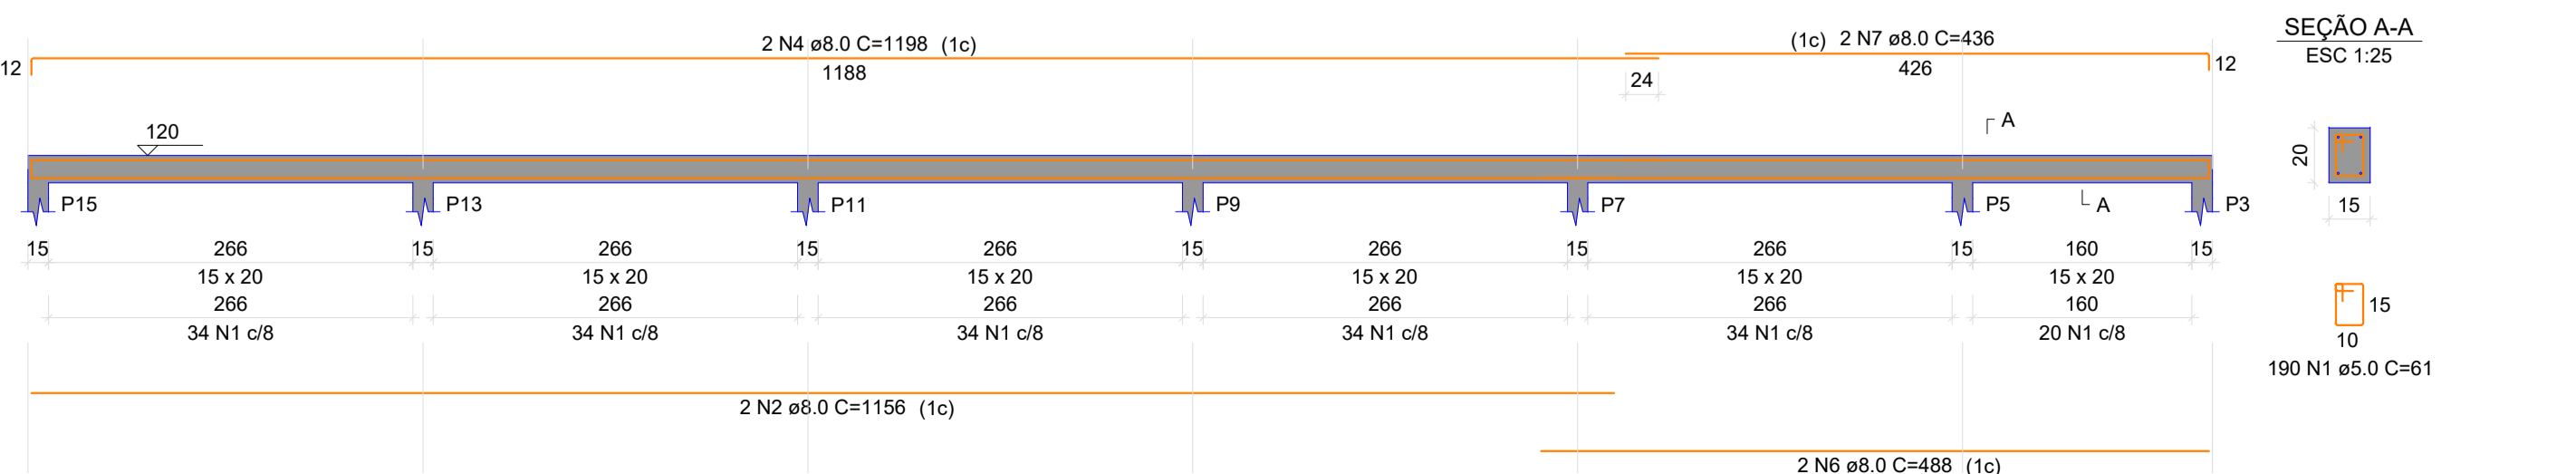 2 N4 ø8.0 C=1198 (1c)
(1c) 2 N7 ø8.0 C=436
SEÇÃO A-A
ESC 1:25
12
1188
24
426
12
120
A
20
15
P15
P13
P11
P9
P7
P5
A
P3
15 266 15 266 15 266 15 266 15 266 15 160 15
15 x 20 15 x 20 15 x 20 15 x 20 15 x 20 15 x 20
266 266 266 266 266 160
34 N1 c/8 34 N1 c/8 34 N1 c/8 34 N1 c/8 34 N1 c/8 20 N1 c/8
15
10
190 N1 ø5.0 C=61
2 N2 ø8.0 C=1156 (1c)
2 N6 ø8.0 C=488 (1c)